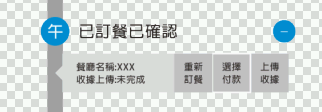 午 已訂餐已確認
餐廳名稱:XXX
收據上傳:未完成
重新
訂餐
選擇
付款
上傳
收據